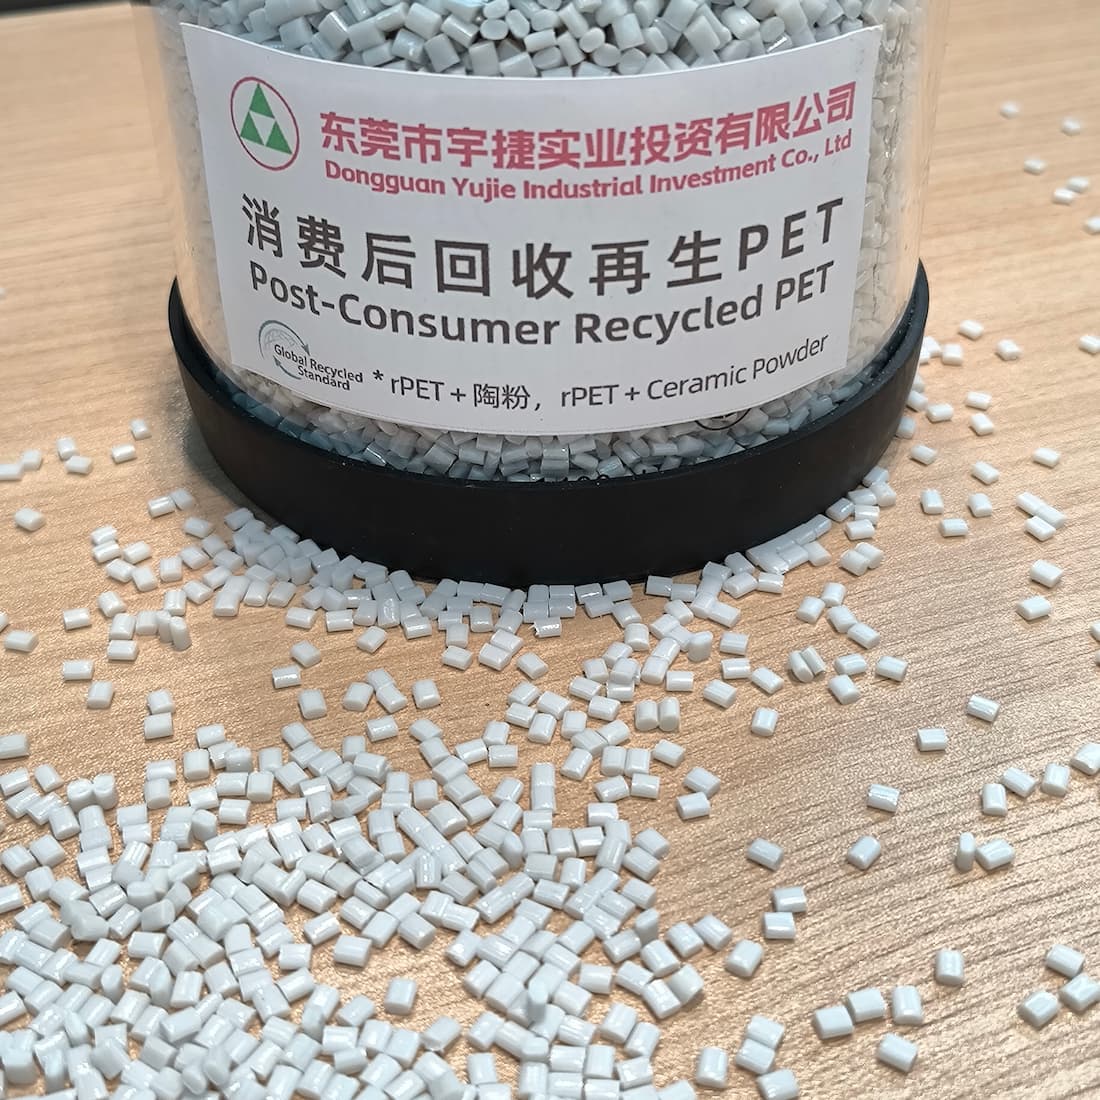 东莞市宇捷实业投资有限公司
Dongguan Yujie Industrial Investment Co., Ltd
消费后回收再生PET
Post-Consumer Recycled PET
Global Recycled
Standard
* rPET + 陶粉， rPET + Ceramic Powder